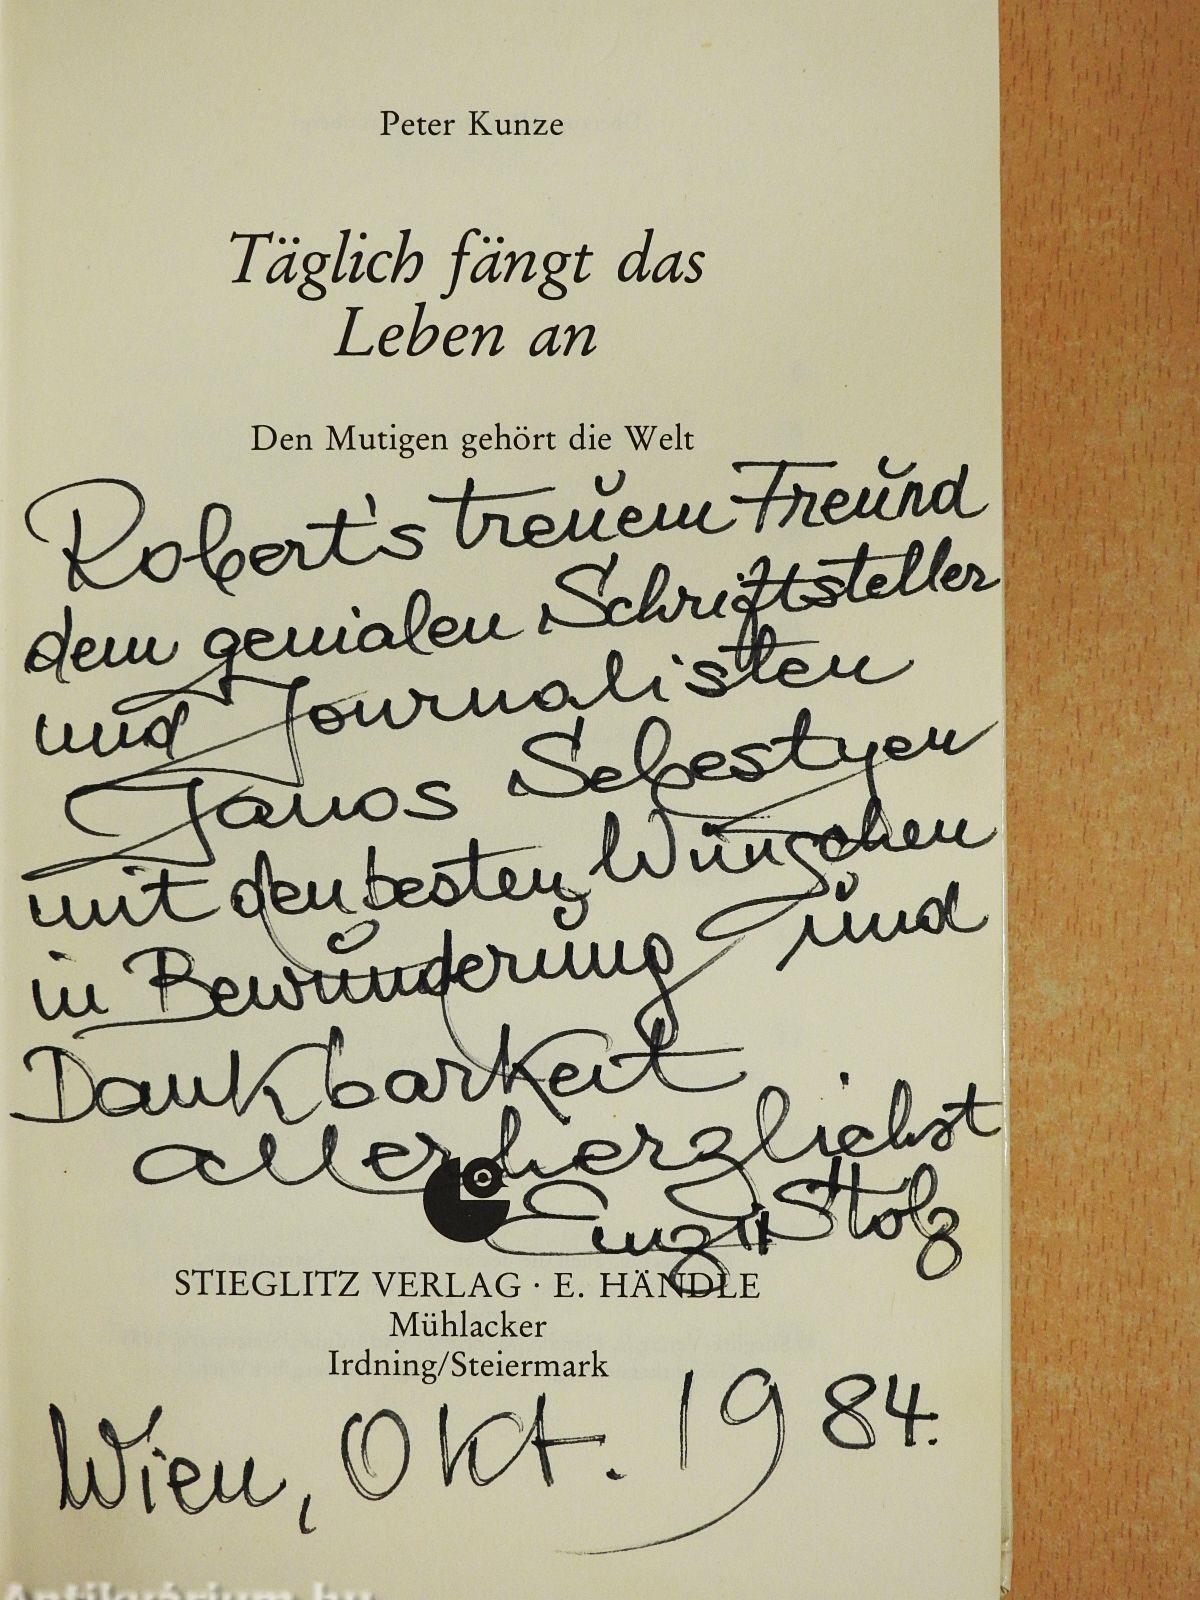 Peter Kunze
Täglich fängt das
Leben an
Den Mutigen gehört die Welt
Robert's treuem Freund
dem genialen Schriftsteller
und Journalisten
Janos Sebestyen
mit den besten Wünschen
in Bewunderung und
Dankbarkeit
allerherzlichst
Einzi Stolz
STIEGLITZ VERLAG · E. HÄNDLE
Mühlacker
Irdning/Steiermark
Wien, Okt. 1984.
Antikvárium.hu